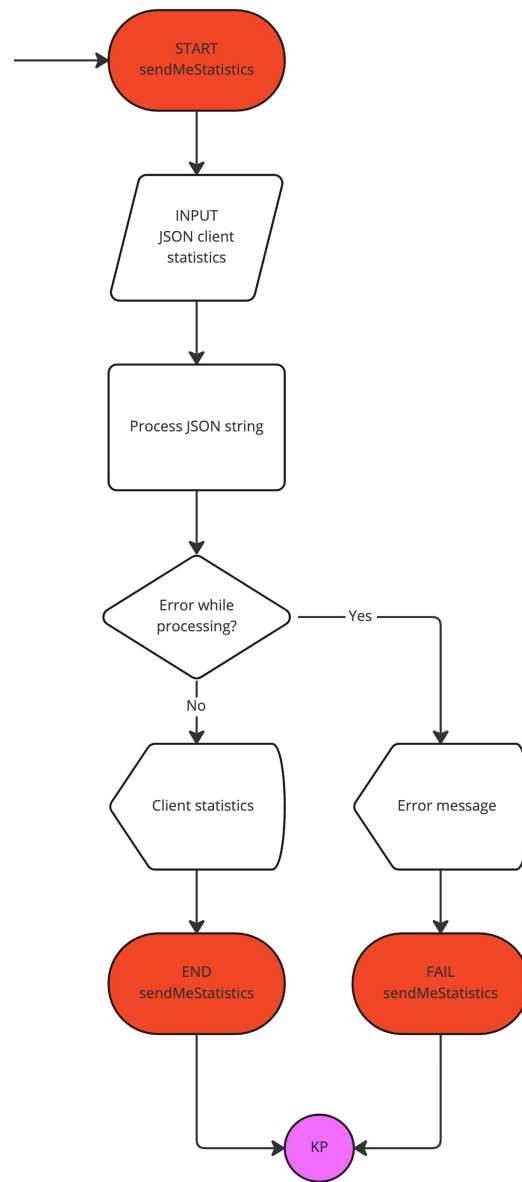 START
sendMeStatistics
INPUT
JSON client
statistics
Process JSON string
Error while
processing?
Yes
No
Client statistics
Error message
END
sendMeStatistics
FAIL
sendMeStatistics
KP